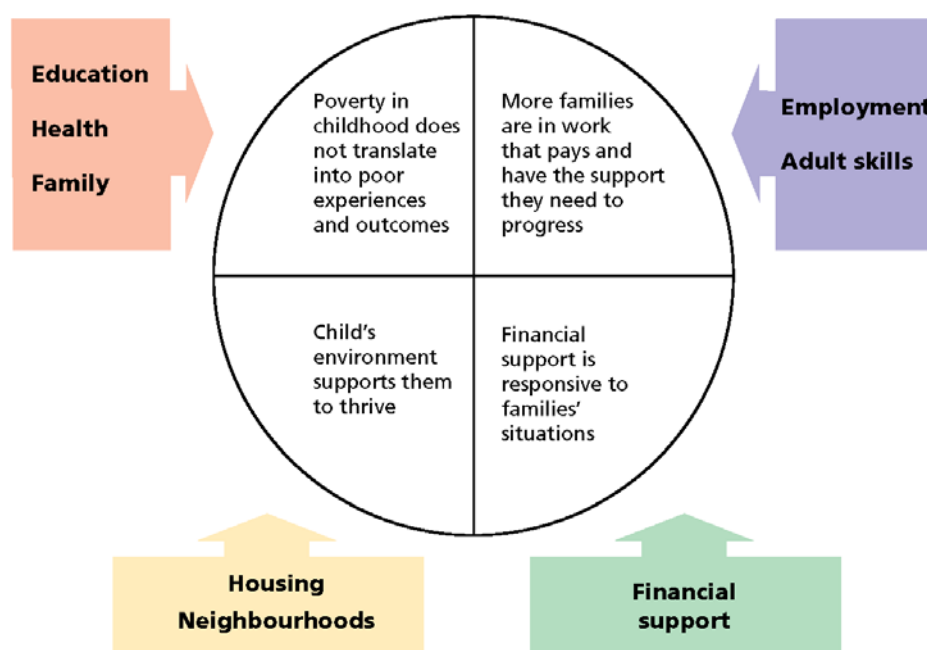 Education
Health
Family
Poverty in
childhood does
not translate
into poor
experiences
and outcomes
More families
are in work
that pays and
have the support
they need to
progress
Employment
Adult skills
Child's
environment
supports them
to thrive
Financial
support is
responsive to
families'
situations
Housing
Neighbourhoods
Financial
support